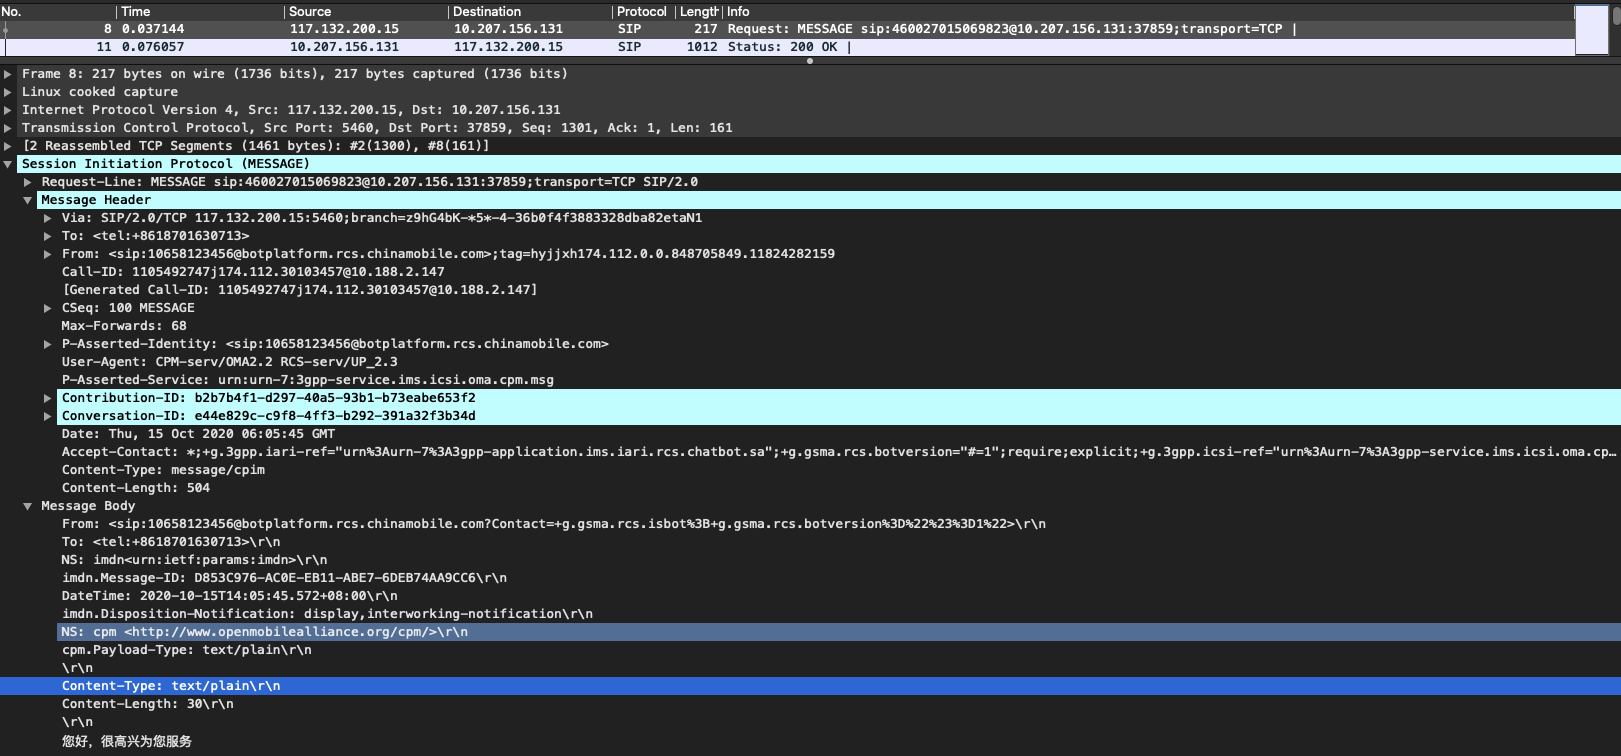 No. Time Source Destination Protocol Length Info
8 0.037144 117.132.200.15 10.207.156.131 SIP 217 Request: MESSAGE sip:460027015069823@10.207.156.131:37859;transport=TCP |
11 0.076057 10.207.156.131 117.132.200.15 SIP 1012 Status: 200 OK |
Frame 8: 217 bytes on wire (1736 bits), 217 bytes captured (1736 bits)
Linux cooked capture
Internet Protocol Version 4, Src: 117.132.200.15, Dst: 10.207.156.131
Transmission Control Protocol, Src Port: 5460, Dst Port: 37859, Seq: 1301, Ack: 1, Len: 161
[2 Reassembled TCP Segments (1461 bytes): #2(1300), #8(161)]
Session Initiation Protocol (MESSAGE)
Request-Line: MESSAGE sip:460027015069823@10.207.156.131:37859;transport=TCP SIP/2.0
Message Header
Via: SIP/2.0/TCP 117.132.200.15:5460;branch=z9hG4bK-*5*-4-36b0f4f3883328dba82etaN1
To: <tel:+8618701630713>
From: <sip:10658123456@botplatform.rcs.chinamobile.com>;tag=hyjjxh174.112.0.0.848705849.11824282159
Call-ID: 1105492747j174.112.30103457@10.188.2.147
[Generated Call-ID: 1105492747j174.112.30103457@10.188.2.147]
CSeq: 100 MESSAGE
Max-Forwards: 68
P-Asserted-Identity: <sip:10658123456@botplatform.rcs.chinamobile.com>
User-Agent: CPM-serv/OMA2.2 RCS-serv/UP_2.3
P-Asserted-Service: urn:urn-7:3gpp-service.ims.icsi.oma.cpm.msg
Contribution-ID: b2b7b4f1-d297-40a5-93b1-b73eabe653f2
Conversation-ID: e44e829c-c9f8-4ff3-b292-391a32f3b34d
Date: Thu, 15 Oct 2020 06:05:45 GMT
Accept-Contact: *;+g.3gpp.iari-ref="urn%3Aurn-7%3A3gpp-application.ims.iari.rcs.chatbot.sa";+g.gsma.rcs.botversion="#=1";require;explicit;+g.3gpp.icsi-ref="urn%3Aurn-7%3A3gpp-service.ims.icsi.oma.cp…
Content-Type: message/cpim
Content-Length: 504
Message Body
From: <sip:10658123456@botplatform.rcs.chinamobile.com?Contact=+g.gsma.rcs.isbot%3B+g.gsma.rcs.botversion%3D%22%23%3D1%22>\r\n
To: <tel:+8618701630713>\r\n
NS: imdn<urn:ietf:params:imdn>\r\n
imdn.Message-ID: D853C976-AC0E-EB11-ABE7-6DEB74AA9CC6\r\n
DateTime: 2020-10-15T14:05:45.572+08:00\r\n
imdn.Disposition-Notification: display,interworking-notification\r\n
NS: cpm <http://www.openmobilealliance.org/cpm/>\r\n
cpm.Payload-Type: text/plain\r\n
\r\n
Content-Type: text/plain\r\n
Content-Length: 30\r\n
\r\n
您好，很高兴为您服务